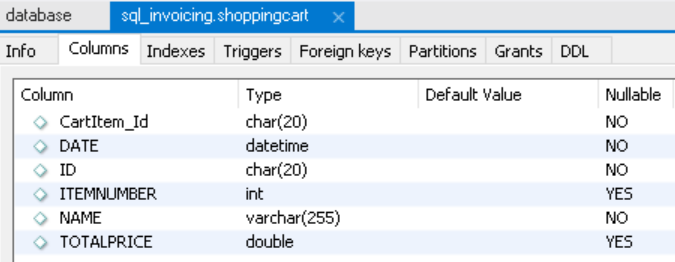 database sql_invoicing.shoppingcart ×
Info Columns Indexes Triggers Foreign keys Partitions Grants DDL
Column Type Default Value Nullable
CartItem_Id char(20) NO
DATE datetime NO
ID char(20) NO
ITEMNUMBER int YES
NAME varchar(255) NO
TOTALPRICE double YES